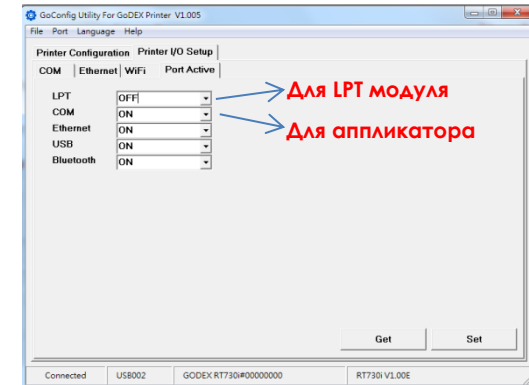 GoConfig Utility For GoDEX Printer V1.005
File Port Language Help
Printer Configuration Printer I/O Setup
COM Ethernet WiFi Port Active
LPT OFF Для LPT модуля
COM ON Для аппликатора
Ethernet ON
USB ON
Bluetooth ON
Get Set
Connected USB002 GODEX RT730i#00000000 RT730i V1.00E